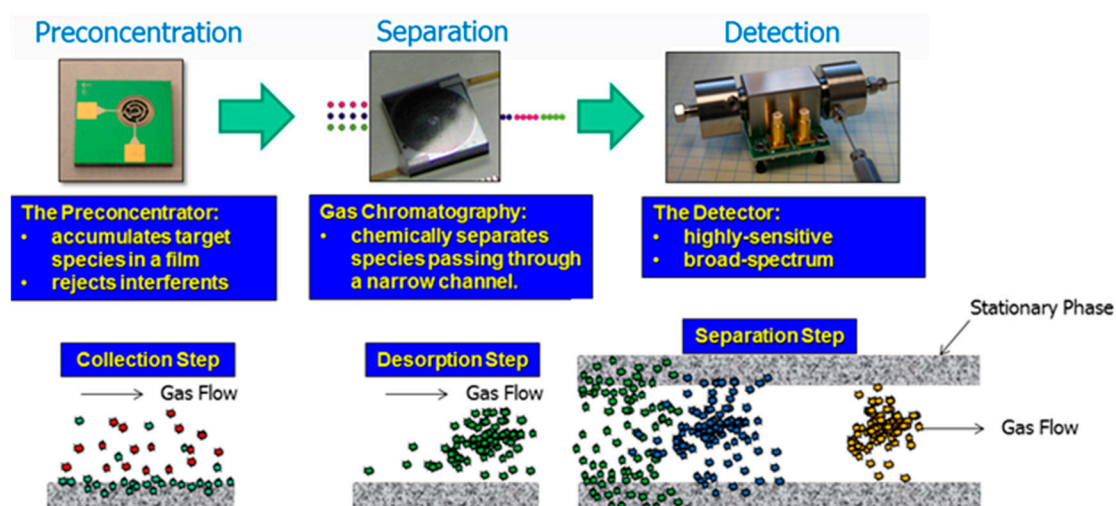 Preconcentration
Separation
Detection
The Preconcentrator:
• accumulates target
species in a film
• rejects interferents
Gas Chromatography:
• chemically separates
species passing through
a narrow channel.
The Detector:
• highly-sensitive
• broad-spectrum
Stationary Phase
Collection Step
Desorption Step
Separation Step
Gas Flow
Gas Flow
Gas Flow